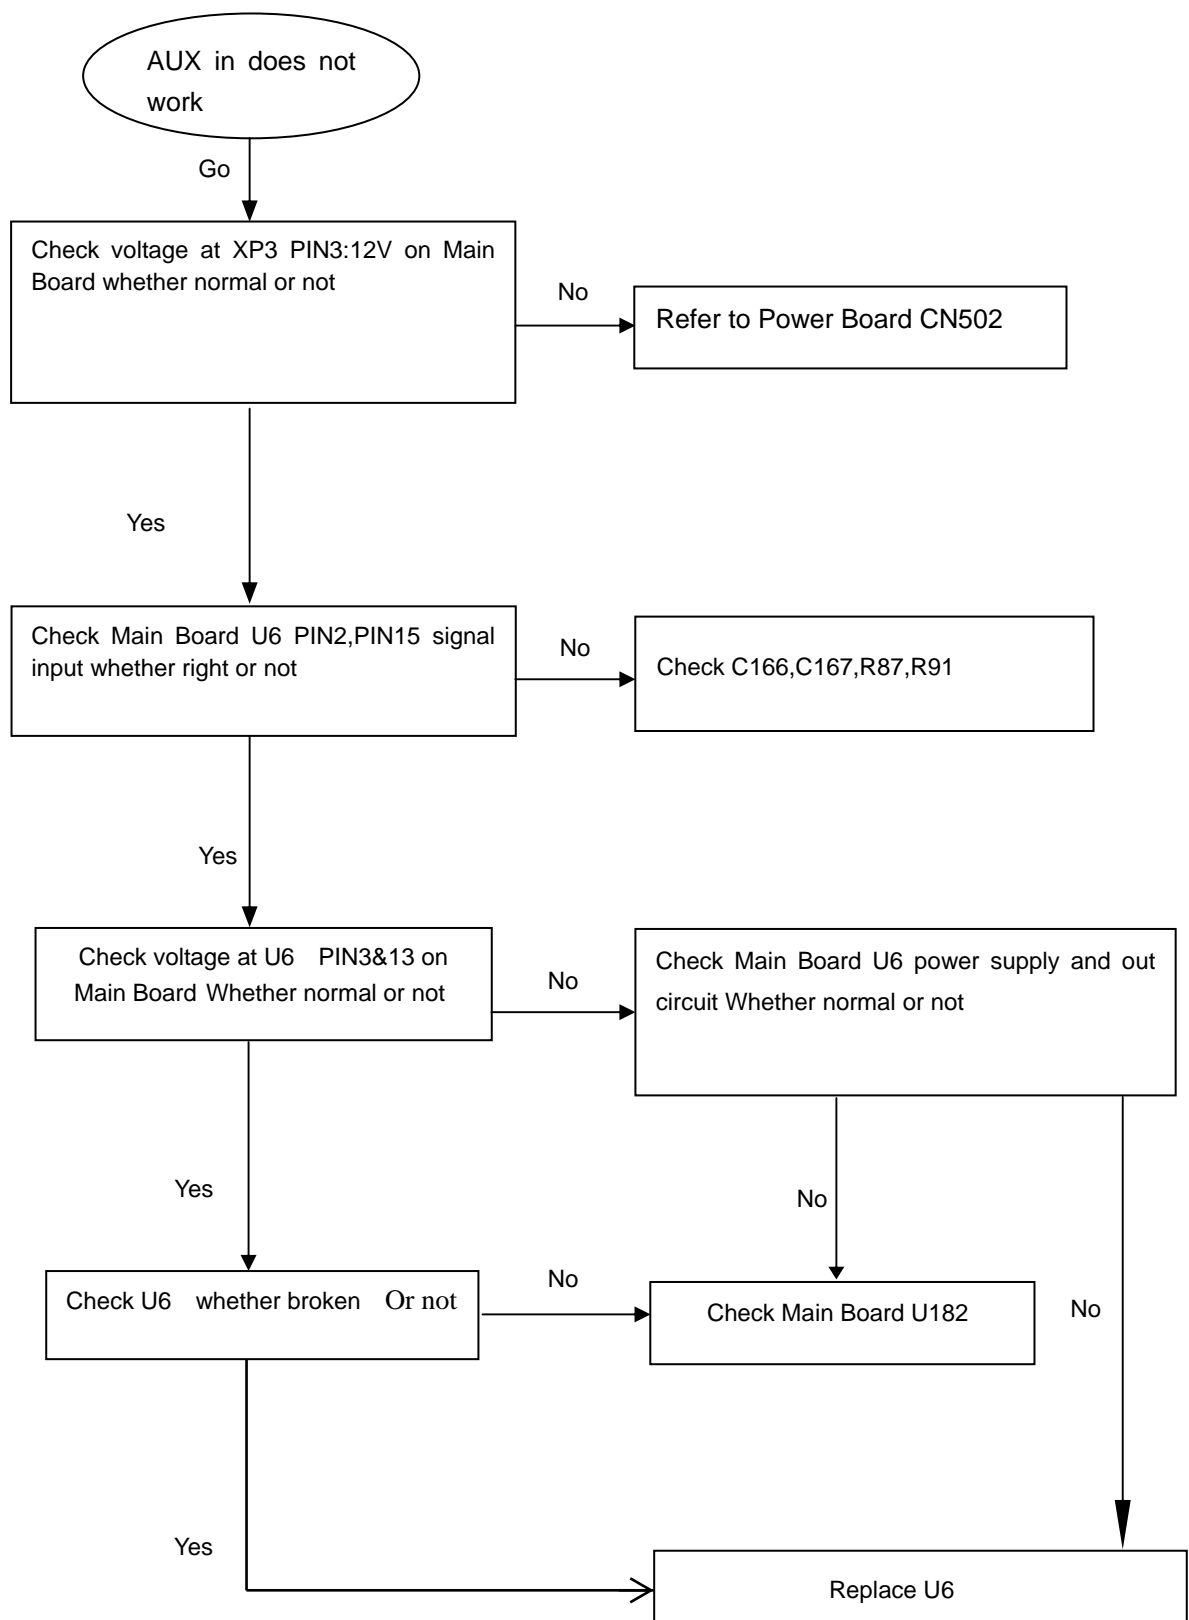 AUX in does not
work
Go
Check voltage at XP3 PIN3:12V on Main
Board whether normal or not
No
Refer to Power Board CN502
Yes
Check Main Board U6 PIN2,PIN15 signal
input whether right or not
No
Check C166,C167,R87,R91
Yes
Check voltage at U6 PIN3&13 on
Main Board Whether normal or not
No
Check Main Board U6 power supply and out
circuit Whether normal or not
Yes
No
Check U6 whether broken Or not
No
Check Main Board U182
No
Yes
Replace U6